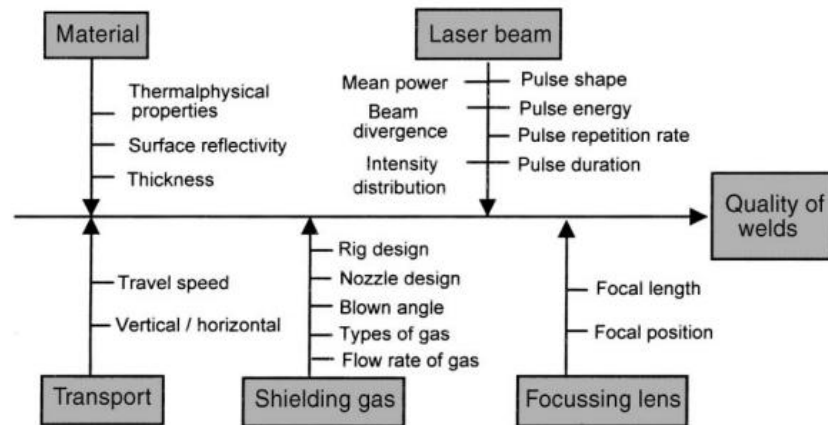 Material
Laser beam
Thermalphysical
properties
Surface reflectivity
Thickness
Mean power
Beam
divergence
Intensity
distribution
Pulse shape
Pulse energy
Pulse repetition rate
Pulse duration
Quality of
welds
Travel speed
Vertical / horizontal
Rig design
Nozzle design
Blown angle
Types of gas
Flow rate of gas
Focal length
Focal position
Transport
Shielding gas
Focussing lens